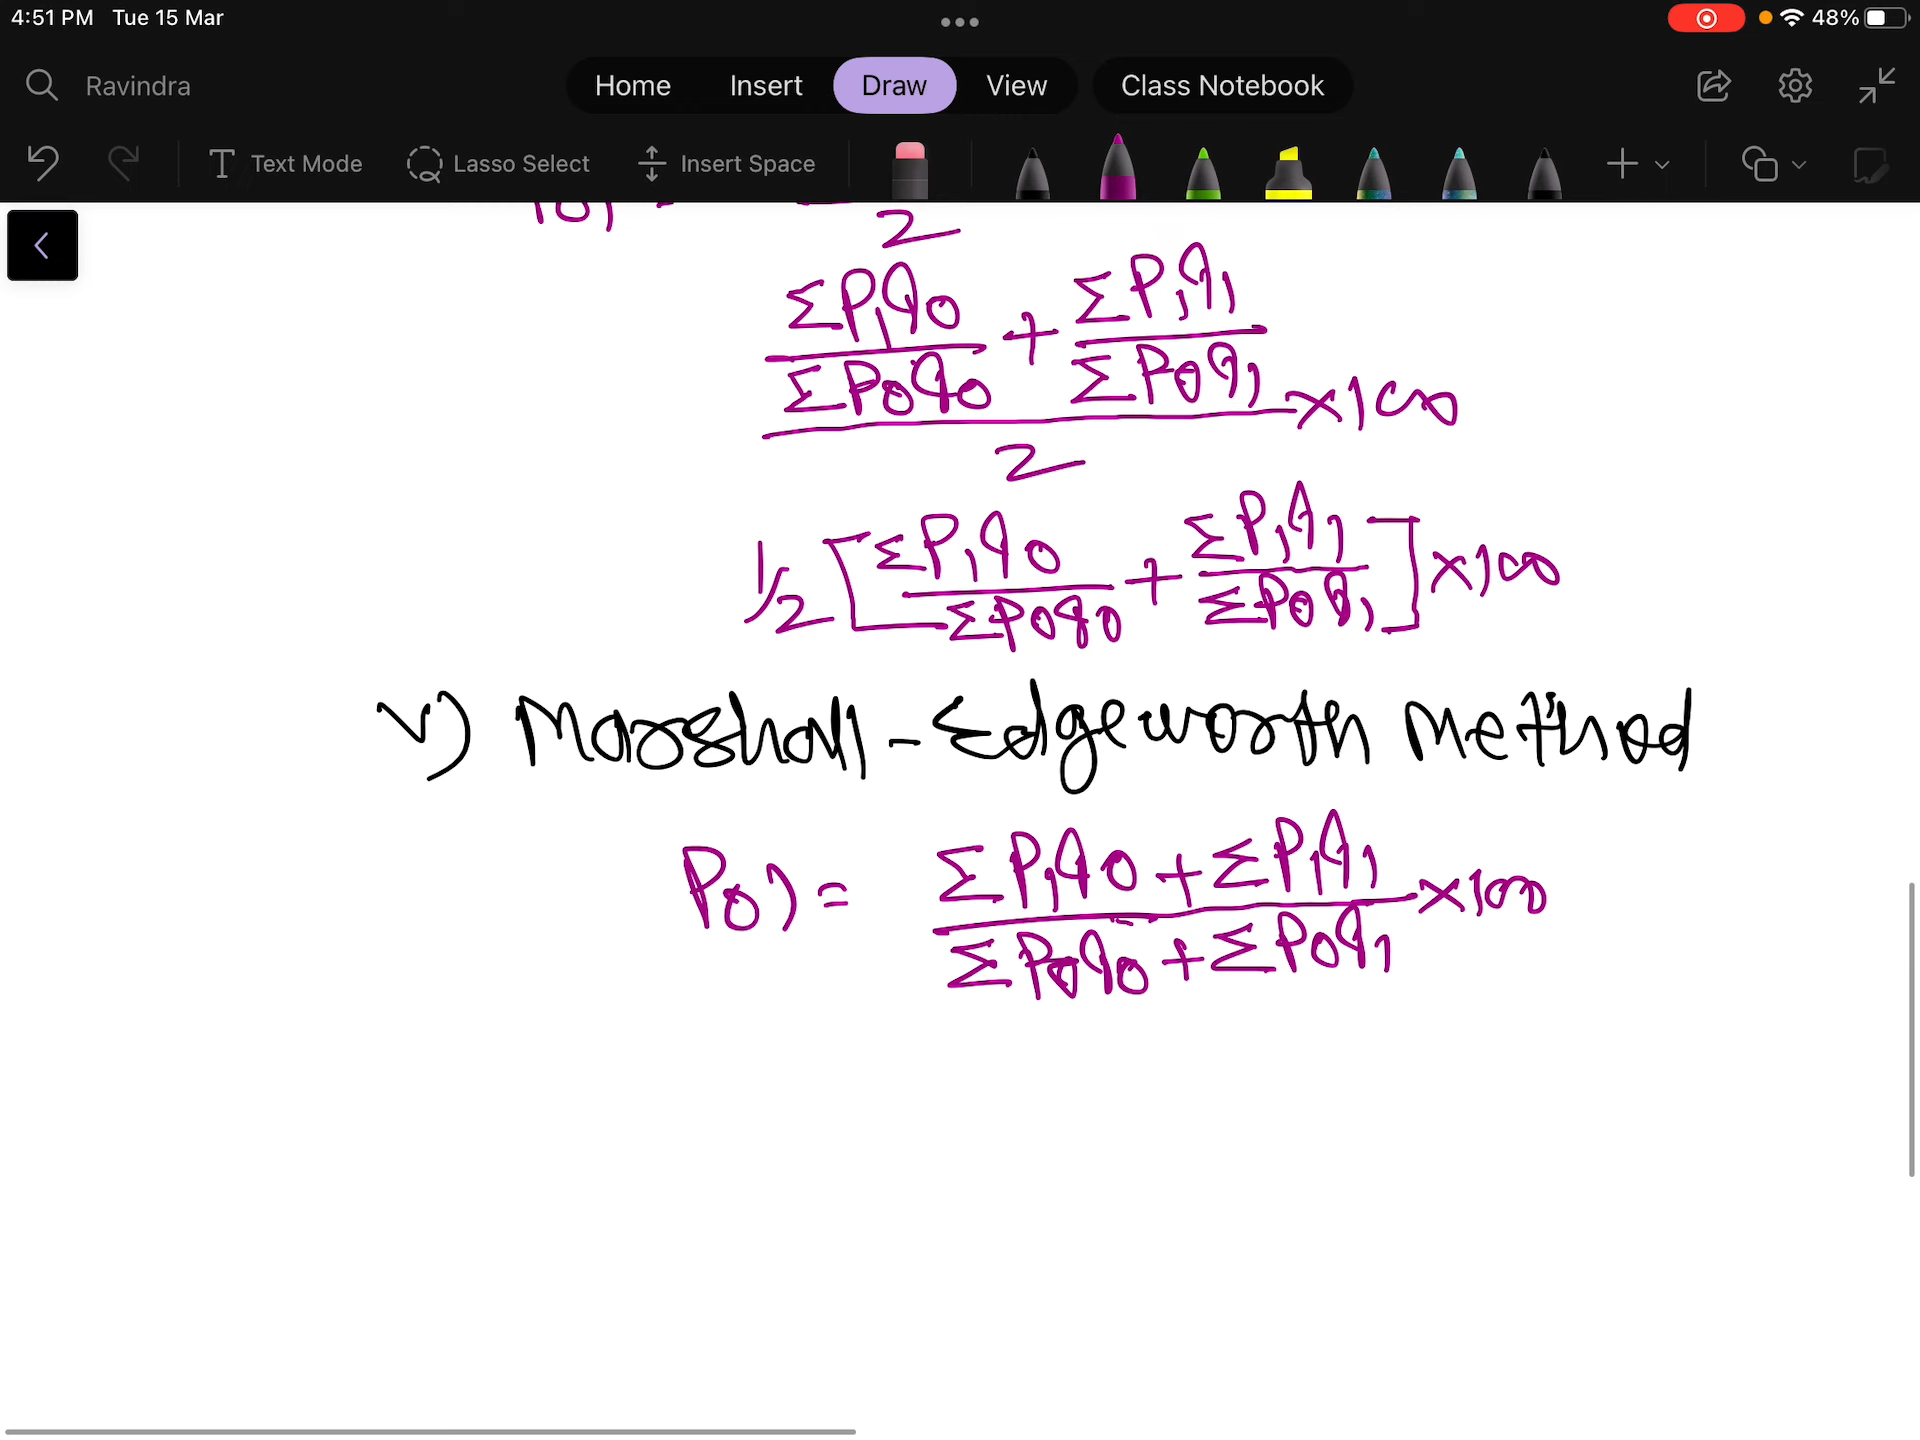 4:51 PM Tue 15 Mar 48%
Ravindra Home Insert Draw View Class Notebook
Text Mode Lasso Select Insert Space
P01 = 2
ΣP1q0/ΣP0q0 + ΣP1q1/ΣP0q1
2 ×100
1/2 [ΣP1q0/ΣP0q0 + ΣP1q1/ΣP0q1] ×100
v) Marshall - Edgeworth Method
P01 = ΣP1q0 + ΣP1q1 / ΣP0q0 + ΣP0q1 ×100